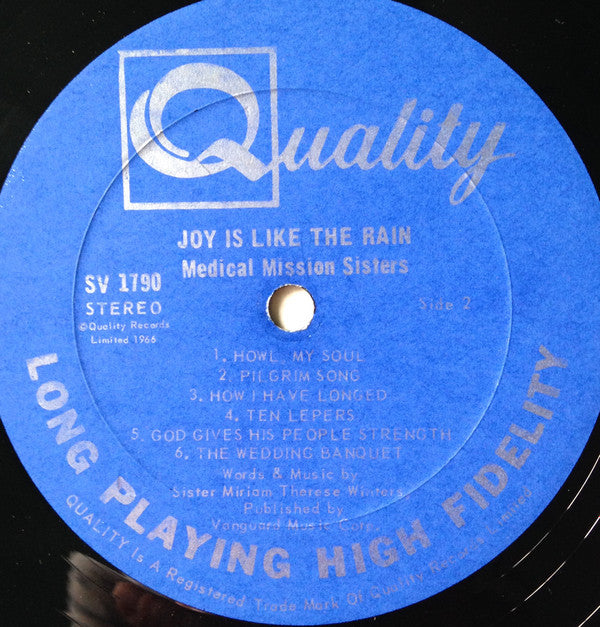 Quality
JOY IS LIKE THE RAIN
Medical Mission Sisters
SV 1790
STEREO
©Quality Records
Limited 1966
Side 2
1. HOWL, MY SOUL
2. PILGRIM SONG
3. HOW I HAVE LONGED
4. TEN LEPERS
5. GOD GIVES HIS PEOPLE STRENGTH
6. THE WEDDING BANQUET
Words & Music by
Sister Miriam Therese Winters
Published by
Vanguard Music Corp.
LONG PLAYING HIGH FIDELITY
QUALITY Is A Registered Trade Mark Of Quality Records Limited